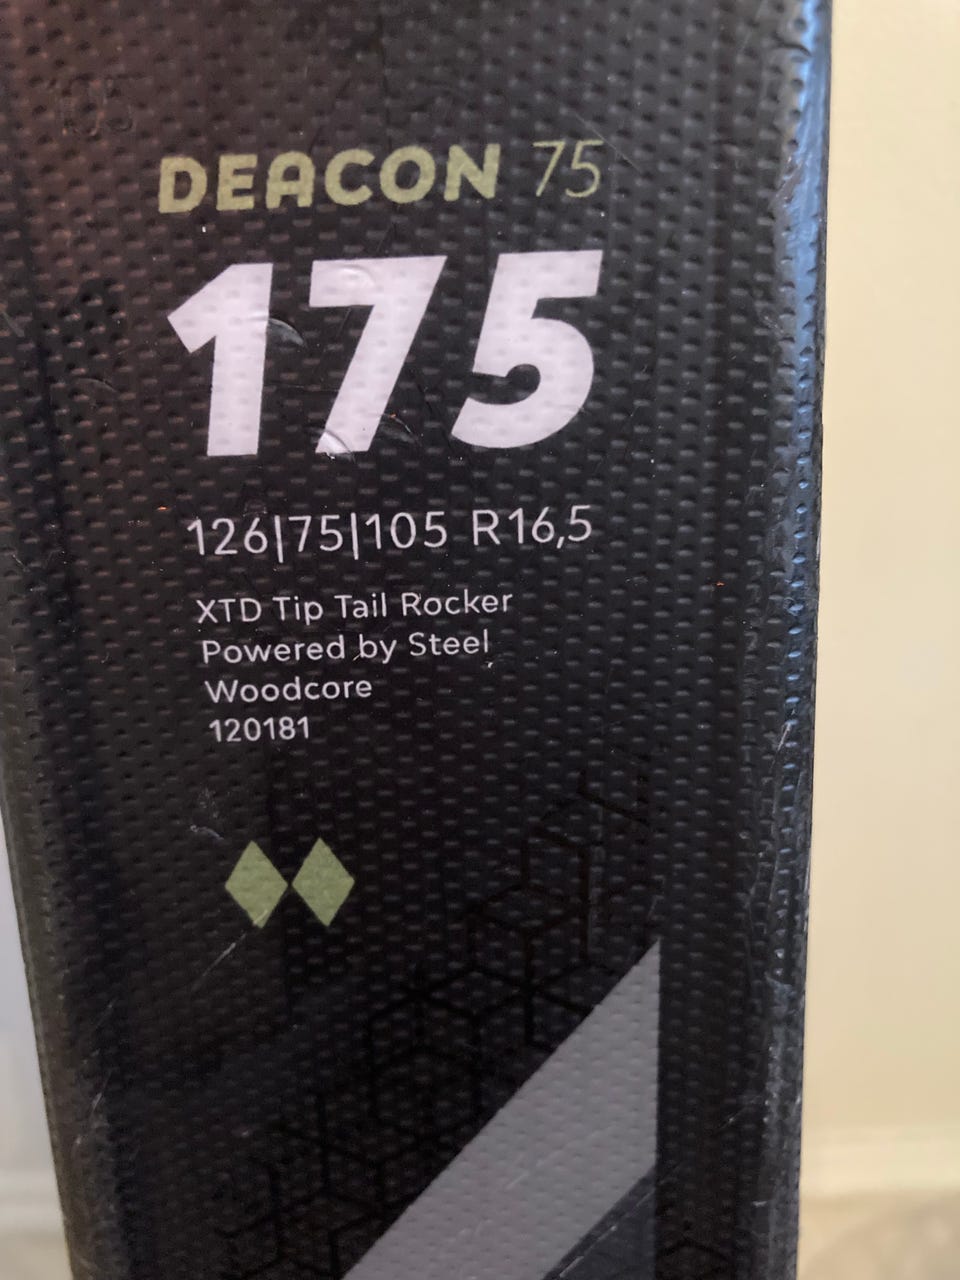 DEACON 75
175
126|75|105 R16,5
XTD Tip Tail Rocker
Powered by Steel
Woodcore
120181